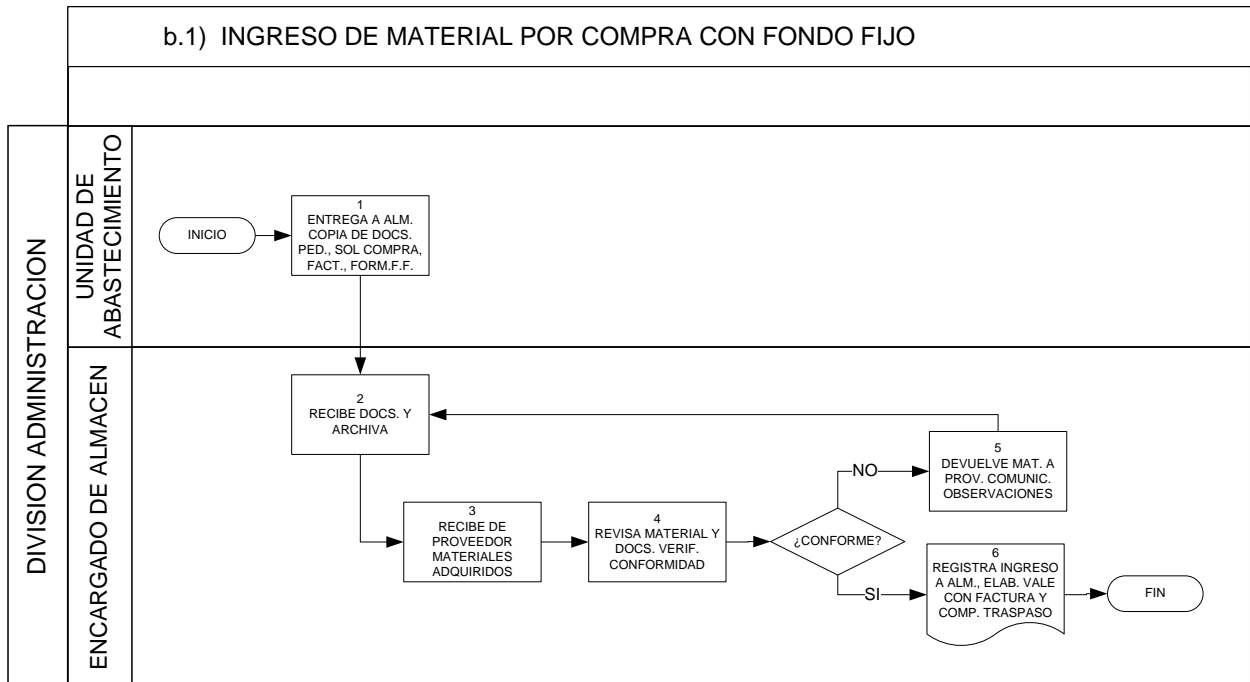 b.1) INGRESO DE MATERIAL POR COMPRA CON FONDO FIJO
DIVISION ADMINISTRACION
UNIDAD DE
ABASTECIMIENTO
INICIO
1
ENTREGA A ALM.
COPIA DE DOCS.
PED., SOL COMPRA,
FACT., FORM.F.F.
ENCARGADO DE ALMACEN
2
RECIBE DOCS. Y
ARCHIVA
3
RECIBE DE
PROVEEDOR
MATERIALES
ADQUIRIDOS
4
REVISA MATERIAL Y
DOCS. VERIF.
CONFORMIDAD
¿CONFORME?
NO
5
DEVUELVE MAT. A
PROV. COMUNIC.
OBSERVACIONES
SI
6
REGISTRA INGRESO
A ALM., ELAB. VALE
CON FACTURA Y
COMP. TRASPASO
FIN